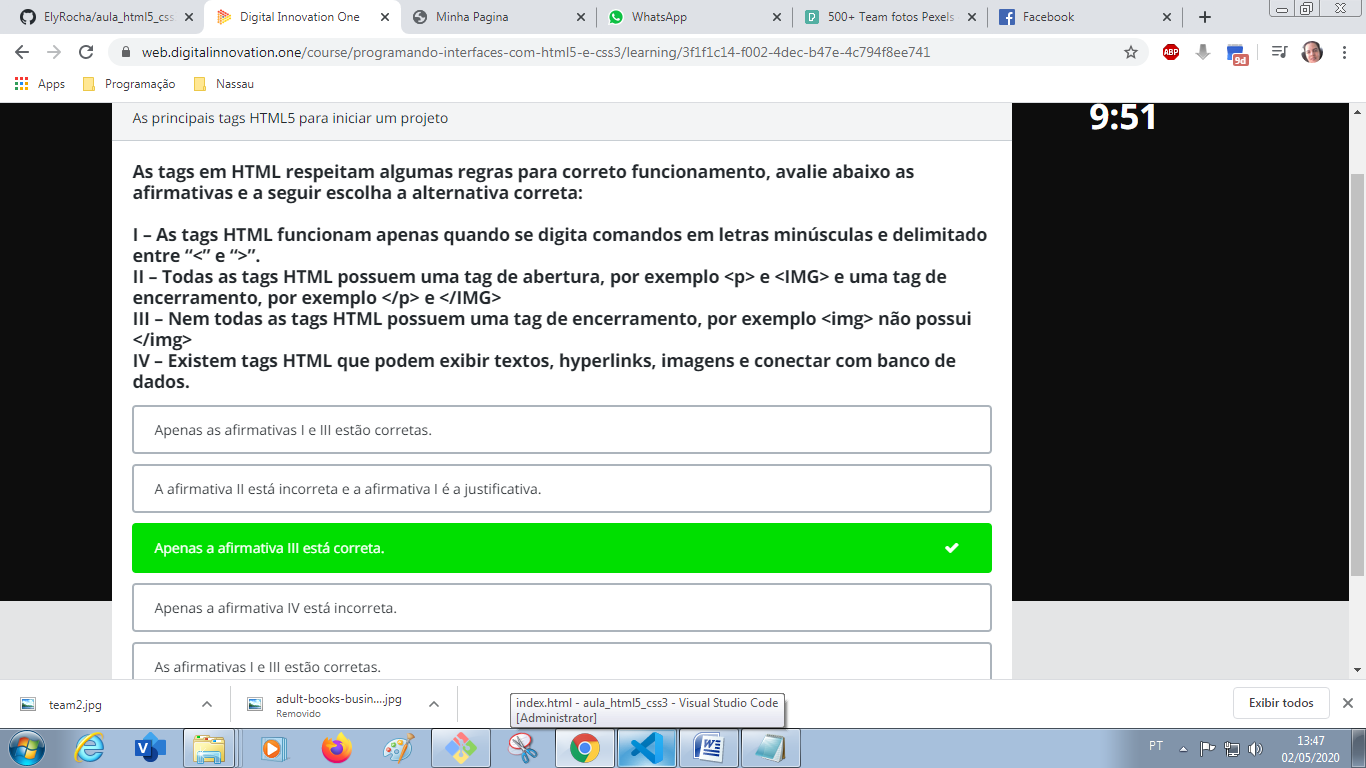 ElyRocha/aula_html5_css
Digital Innovation One
Minha Pagina
WhatsApp
500+ Team fotos Pexels
Facebook
web.digitalinnovation.one/course/programando-interfaces-com-html5-e-css3/learning/3f1f1c14-f002-4dec-b47e-4c794f8ee741
ABP
9d
Apps
Programação
Nassau
As principais tags HTML5 para iniciar um projeto
9:51
As tags em HTML respeitam algumas regras para correto funcionamento, avalie abaixo as
afirmativas e a seguir escolha a alternativa correta:
I – As tags HTML funcionam apenas quando se digita comandos em letras minúsculas e delimitado
entre “<” e “>”.
II – Todas as tags HTML possuem uma tag de abertura, por exemplo <p> e <IMG> e uma tag de
encerramento, por exemplo </p> e </IMG>
III – Nem todas as tags HTML possuem uma tag de encerramento, por exemplo <img> não possui
</img>
IV – Existem tags HTML que podem exibir textos, hyperlinks, imagens e conectar com banco de
dados.
Apenas as afirmativas I e III estão corretas.
A afirmativa II está incorreta e a afirmativa I é a justificativa.
Apenas a afirmativa III está correta.
Apenas a afirmativa IV está incorreta.
As afirmativas I e III estão corretas.
team2.jpg
adult-books-busin....jpg
Removido
index.html - aula_html5_css3 - Visual Studio Code
[Administrator]
Exibir todos
PT
13:47
02/05/2020